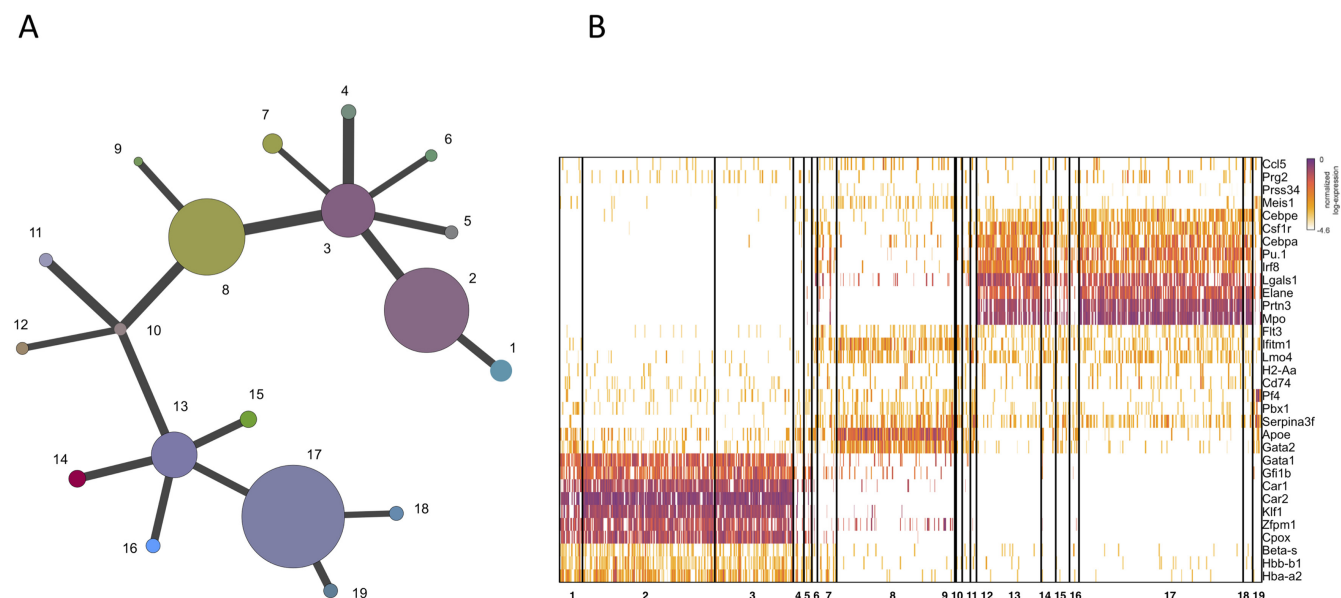 A
B
4
7
6
9
5
3
11
2
8
12
10
1
15
13
17
14
18
16
19
Ccl5
Prg2
Prss34
Meis1
Cebpe
Csf1r
Cebpa
Pu.1
Irf8
Lgals1
Elane
Prtn3
Mpo
Flt3
Ifitm1
Lmo4
H2-Aa
Cd74
Pf4
Pbx1
Serpina3f
Apoe
Gata2
Gata1
Gfi1b
Car1
Car2
Klf1
Zfpm1
Cpox
Beta-s
Hbb-b1
Hba-a2
0
-4.6
normalized
log-expression
1 2 3 4 5 6 7 8 9 10 11 12 13 14 15 16 17 18 19